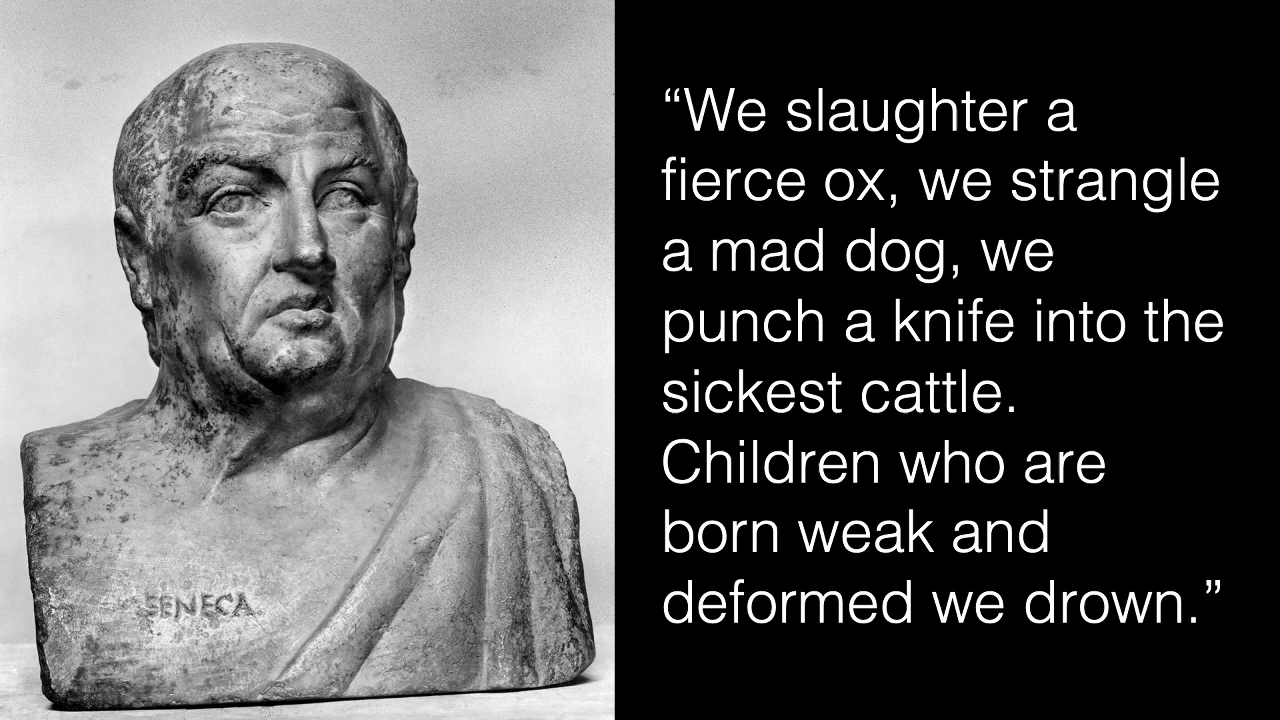 SENECA
“We slaughter a
fierce ox, we strangle
a mad dog, we
punch a knife into the
sickest cattle.
Children who are
born weak and
deformed we drown.”